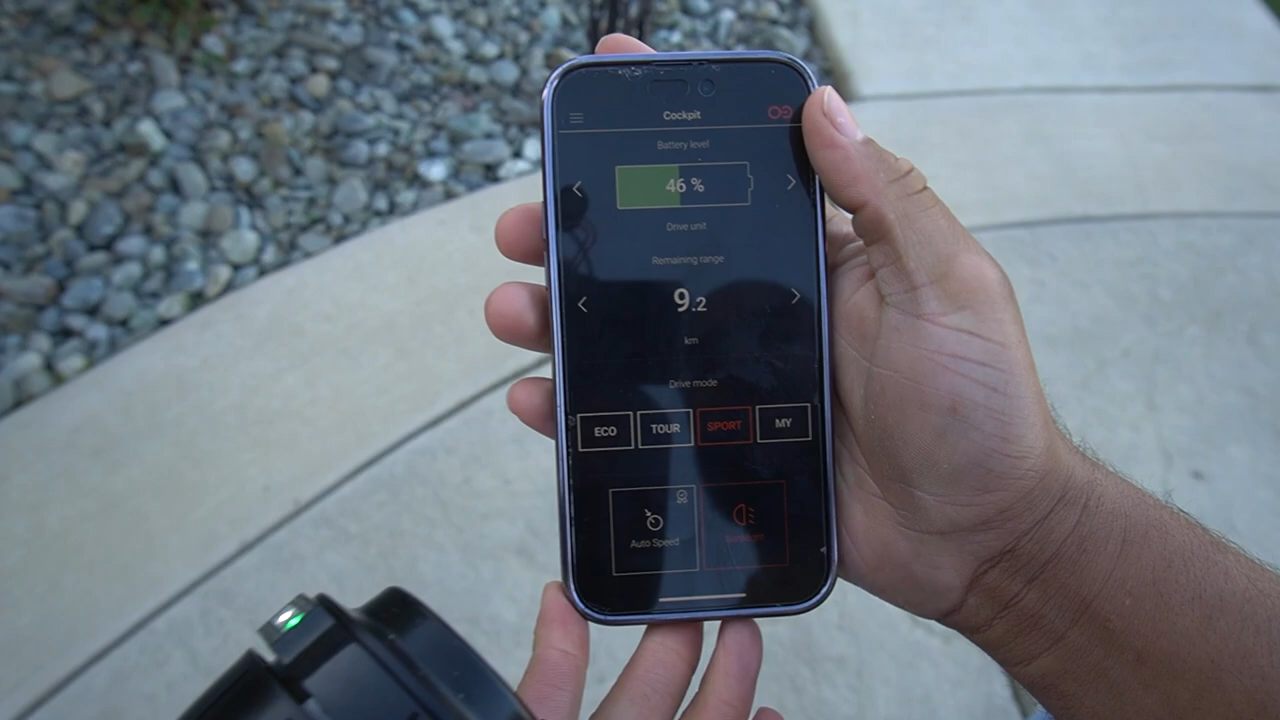 Cockpit
Battery level
46 %
Drive unit
Remaining range
9.2
km
Drive mode
ECO TOUR SPORT MY
Auto Speed